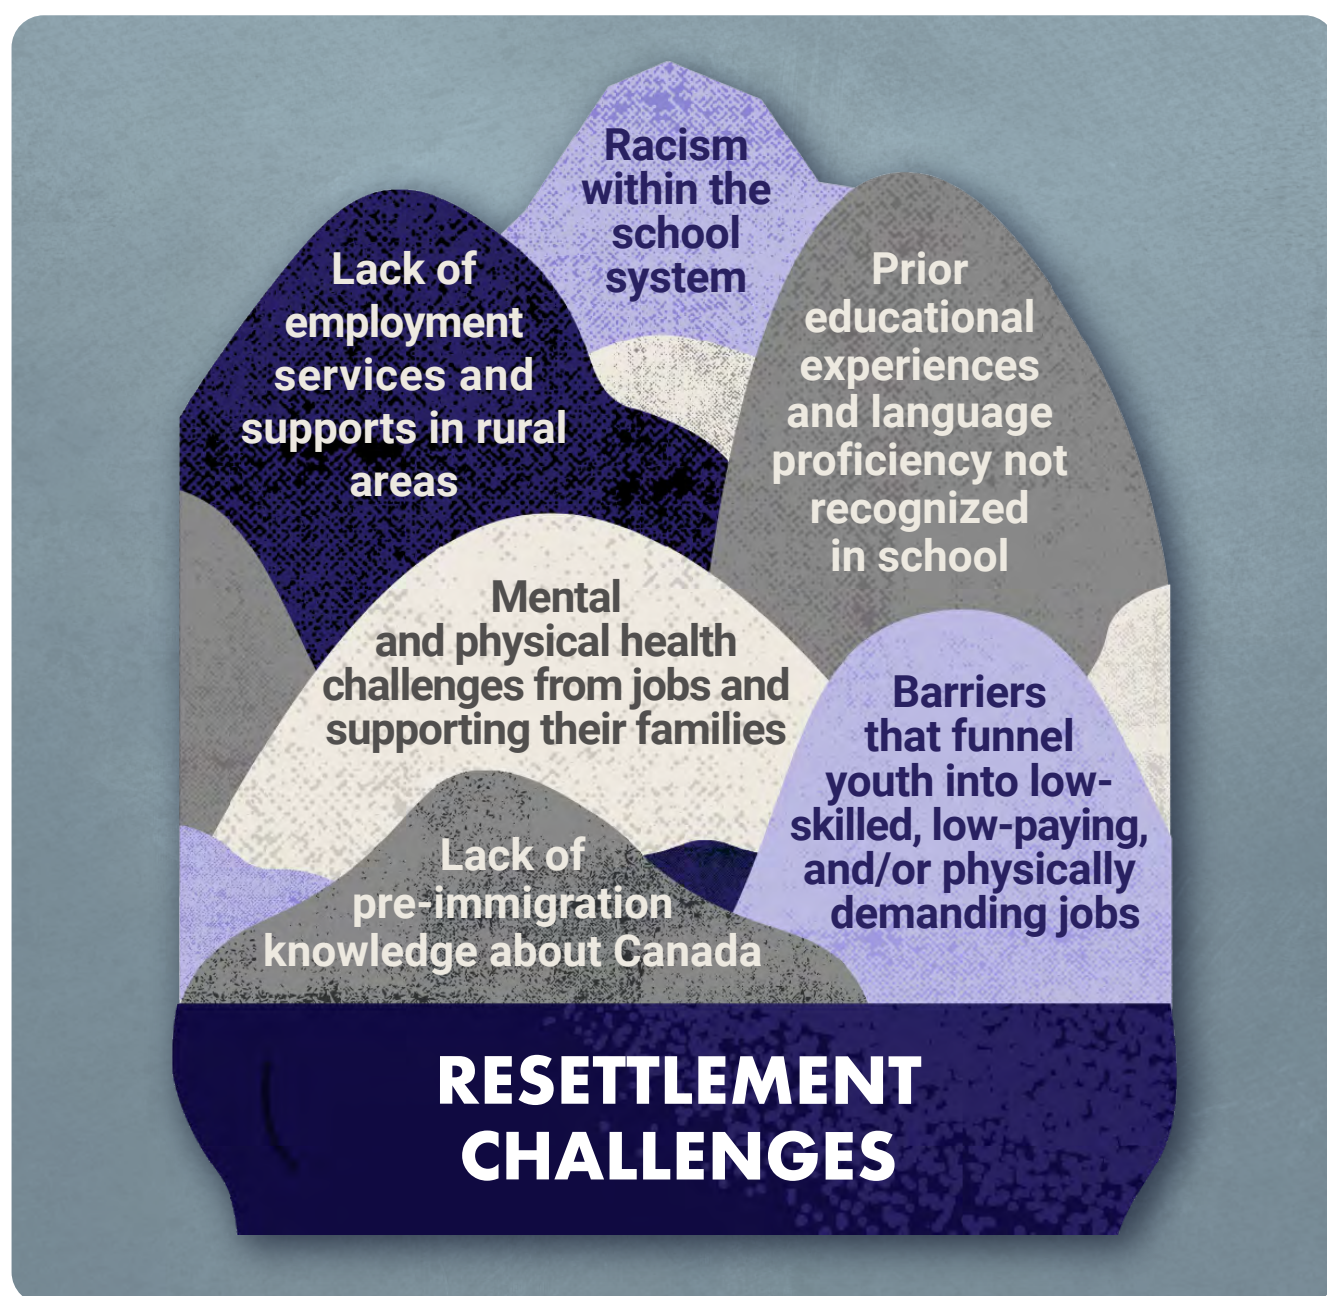 Racism
within the
school
system
Lack of
employment
services and
supports in rural
areas
Prior
educational
experiences
and language
proficiency not
recognized
in school
Mental
and physical health
challenges from jobs and
supporting their families
Barriers
that funnel
youth into low-
skilled, low-paying,
and/or physically
demanding jobs
Lack of
pre-immigration
knowledge about Canada
RESETTLEMENT
CHALLENGES